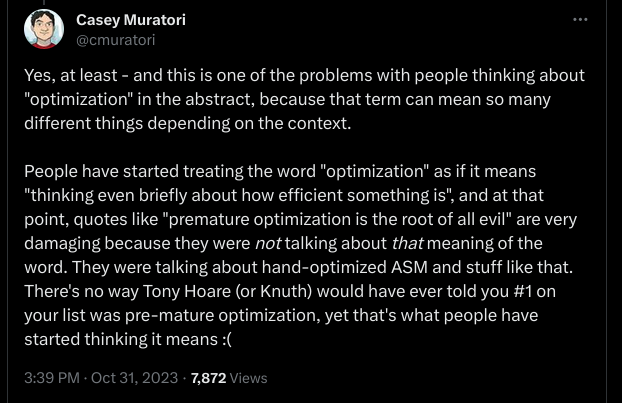 Casey Muratori
@cmuratori
Yes, at least - and this is one of the problems with people thinking about
"optimization" in the abstract, because that term can mean so many
different things depending on the context.
People have started treating the word "optimization" as if it means
"thinking even briefly about how efficient something is", and at that
point, quotes like "premature optimization is the root of all evil" are very
damaging because they were not talking about that meaning of the
word. They were talking about hand-optimized ASM and stuff like that.
There's no way Tony Hoare (or Knuth) would have ever told you #1 on
your list was pre-mature optimization, yet that's what people have
started thinking it means :(
3:39 PM · Oct 31, 2023 · 7,872 Views